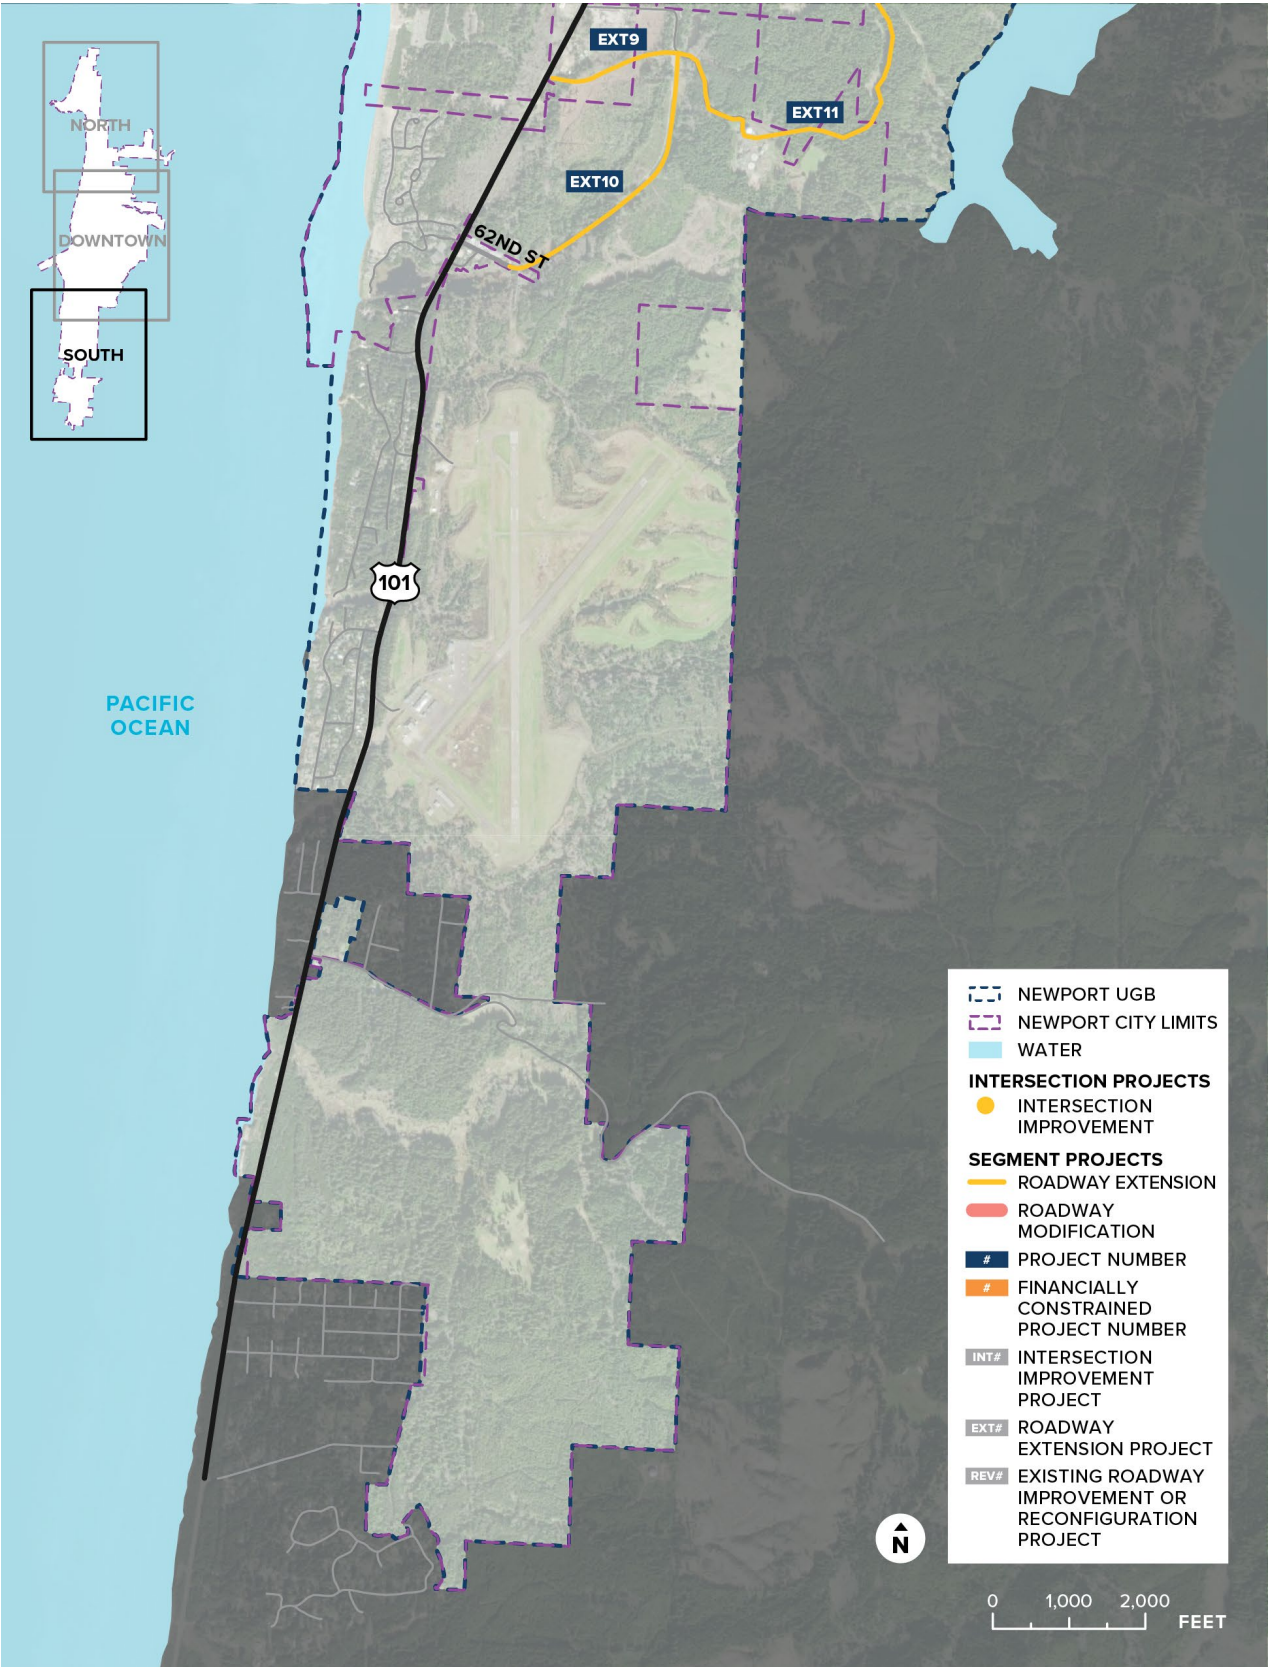 EXT9
EXT11
EXT10
62ND ST
NORTH
DOWNTOWN
SOUTH
101
PACIFIC
OCEAN
NEWPORT UGB
NEWPORT CITY LIMITS
WATER
INTERSECTION PROJECTS
INTERSECTION
IMPROVEMENT
SEGMENT PROJECTS
ROADWAY EXTENSION
ROADWAY
MODIFICATION
# PROJECT NUMBER
# FINANCIALLY
CONSTRAINED
PROJECT NUMBER
INT# INTERSECTION
IMPROVEMENT
PROJECT
EXT# ROADWAY
EXTENSION PROJECT
REV# EXISTING ROADWAY
IMPROVEMENT OR
RECONFIGURATION
PROJECT
N
0 1,000 2,000
FEET